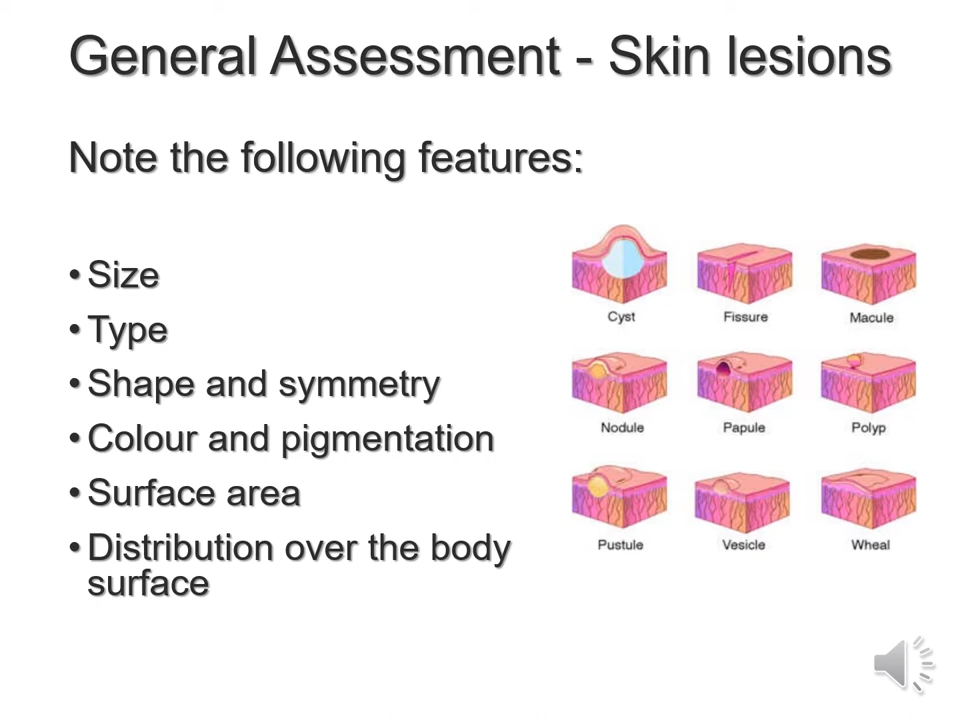 General Assessment - Skin lesions
Note the following features:
• Size
• Type
• Shape and symmetry
• Colour and pigmentation
• Surface area
• Distribution over the body
surface
Cyst Fissure Macule
Nodule Papule Polyp
Pustule Vesicle Wheal